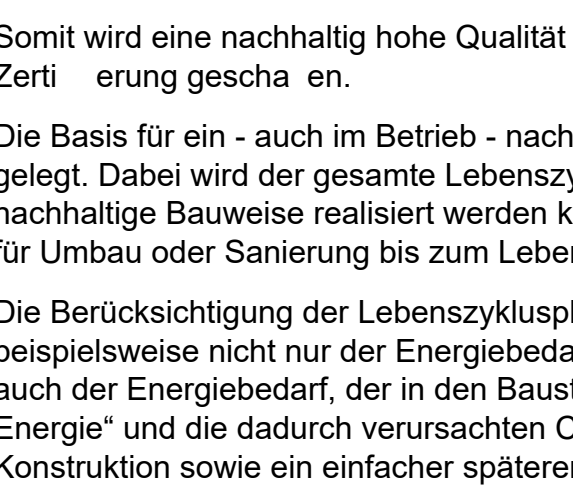 Somit wird eine nachhaltig hohe Qualität
Zerti erung gescha en.
Die Basis für ein - auch im Betrieb - nach
gelegt. Dabei wird der gesamte Lebenszy
nachhaltige Bauweise realisiert werden k
für Umbau oder Sanierung bis zum Leben
Die Berücksichtigung der Lebenszyklusph
beispielsweise nicht nur der Energiebeda
auch der Energiebedarf, der in den Baust
Energie“ und die dadurch verursachten C
Konstruktion sowie ein einfacher späterer